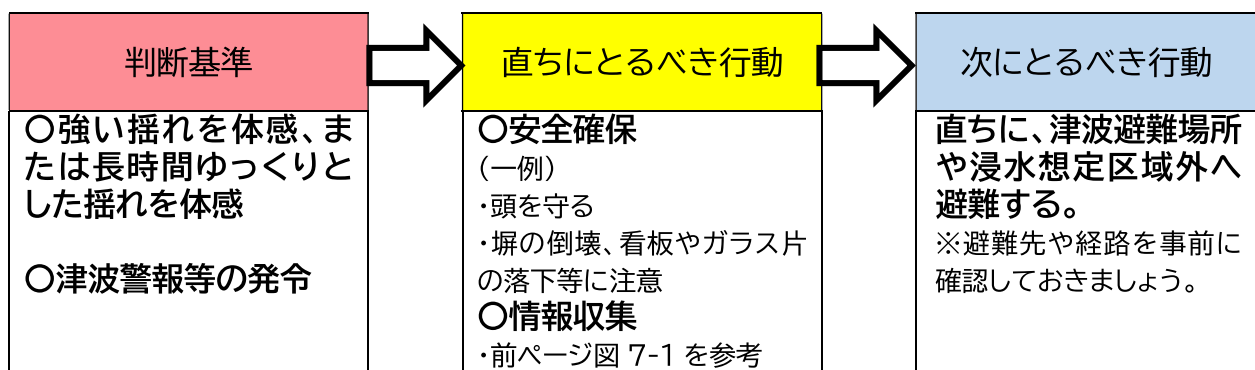 判断基準
〇強い揺れを体感、ま
たは長時間ゆっくりと
した揺れを体感
〇津波警報等の発令
直ちにとるべき行動
〇安全確保
(一例)
・頭を守る
・塀の倒壊、看板やガラス片
の落下等に注意
〇情報収集
・前ページ図 7-1 を参考
次にとるべき行動
直ちに、津波避難場所
や浸水想定区域外へ
避難する。
※避難先や経路を事前に
確認しておきましょう。